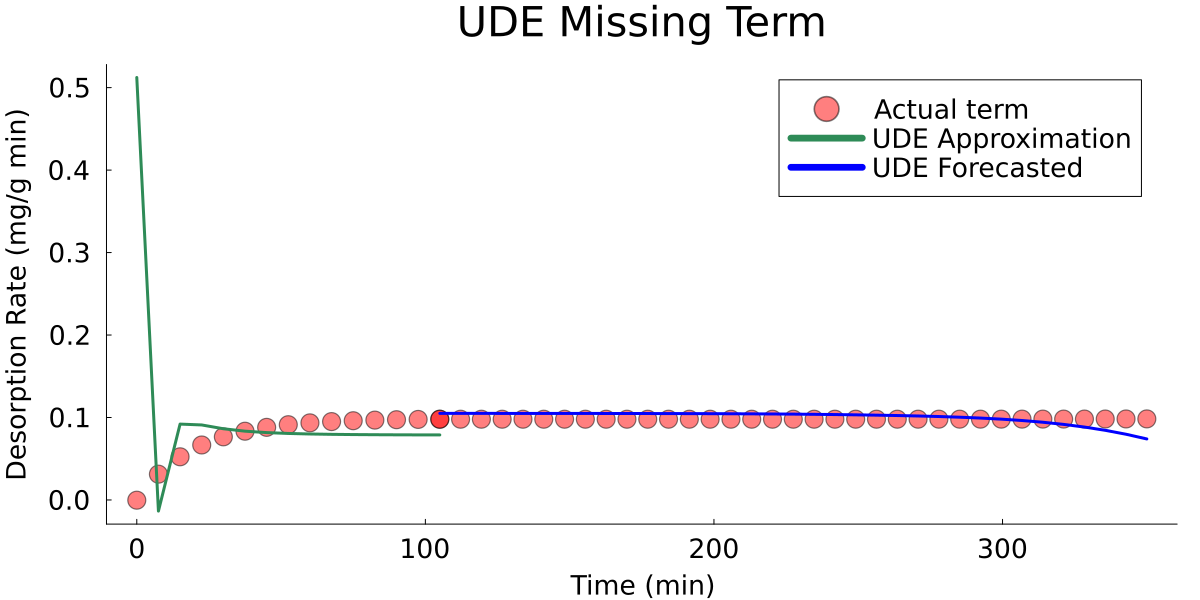 UDE Missing Term
Desorption Rate (mg/g min)
0.5
0.4
0.3
0.2
0.1
0.0
Actual term
UDE Approximation
UDE Forecasted
0
100
200
300
Time (min)